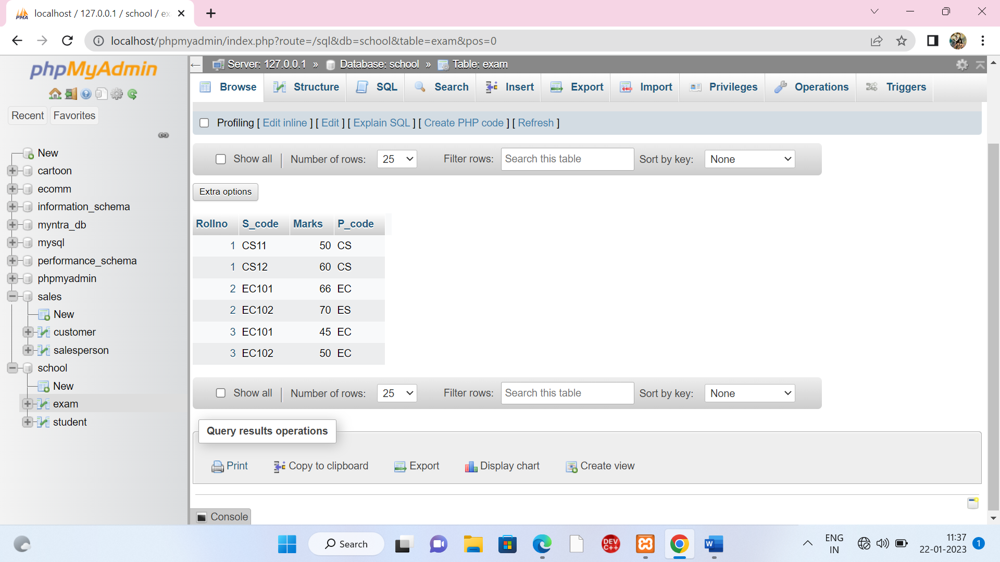 localhost / 127.0.0.1 / school / ex
localhost/phpmyadmin/index.php?route=/sql&db=school&table=exam&pos=0
phpMyAdmin
Recent Favorites
New
cartoon
ecomm
information_schema
myntra_db
mysql
performance_schema
phpmyadmin
sales
New
customer
salesperson
school
New
exam
student
Server: 127.0.0.1 » Database: school » Table: exam
Browse Structure SQL Search Insert Export Import Privileges Operations Triggers
Profiling [ Edit inline ] [ Edit ] [ Explain SQL ] [ Create PHP code ] [ Refresh ]
Show all Number of rows: 25 Filter rows: Search this table Sort by key: None
Extra options
Rollno S_code Marks P_code
1 CS11 50 CS
1 CS12 60 CS
2 EC101 66 EC
2 EC102 70 ES
3 EC101 45 EC
3 EC102 50 EC
Show all Number of rows: 25 Filter rows: Search this table Sort by key: None
Query results operations
Print Copy to clipboard Export Display chart Create view
Console
Search
DEV C++
W
ENG
IN
11:37
22-01-2023
1